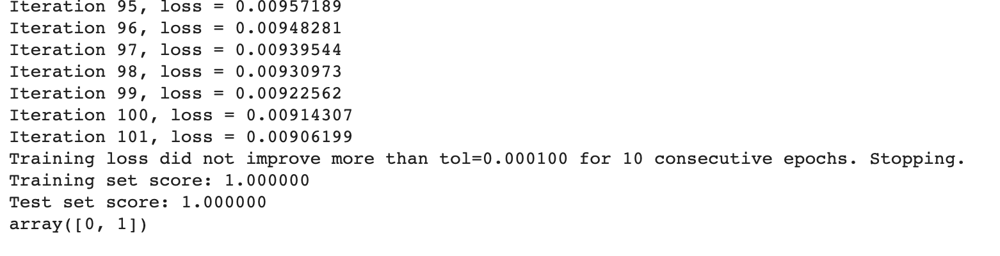 Iteration 95, loss = 0.00957189
Iteration 96, loss = 0.00948281
Iteration 97, loss = 0.00939544
Iteration 98, loss = 0.00930973
Iteration 99, loss = 0.00922562
Iteration 100, loss = 0.00914307
Iteration 101, loss = 0.00906199
Training loss did not improve more than tol=0.000100 for 10 consecutive epochs. Stopping.
Training set score: 1.000000
Test set score: 1.000000
array([0, 1])